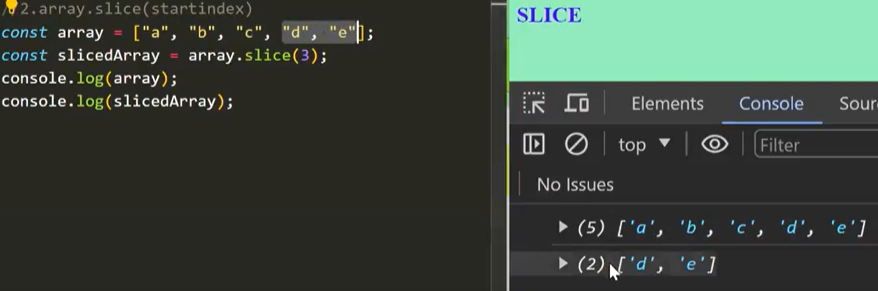 //2.array.slice(startindex)
const array = ["a", "b", "c", "d", "e"];
const slicedArray = array.slice(3);
console.log(array);
console.log(slicedArray);
SLICE
Elements Console
top Filter
No Issues
(5) ['a', 'b', 'c', 'd', 'e']
(2) ['d', 'e']